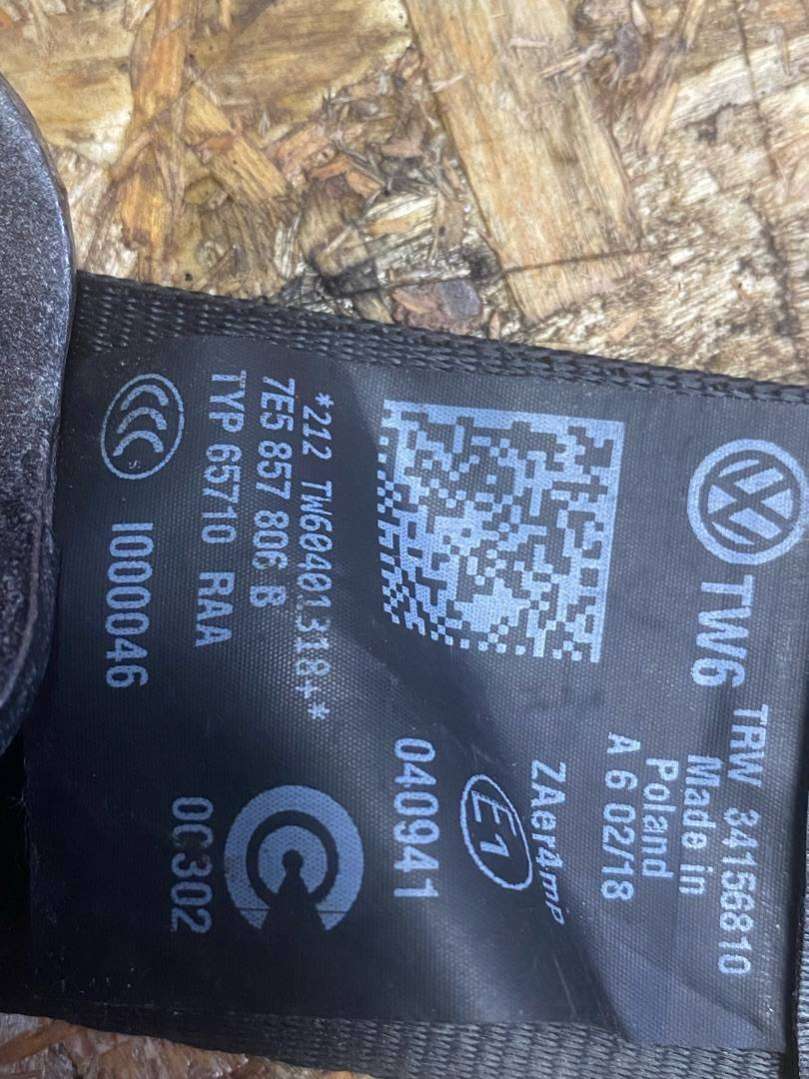 TW6
TRW 34156810
Made in
Poland
A 6 02/18
ZAer4mp
E1
040941
*212 TW60401318+*
7E5 857 806 B
TYP 65710 RAA
I000046
0C302